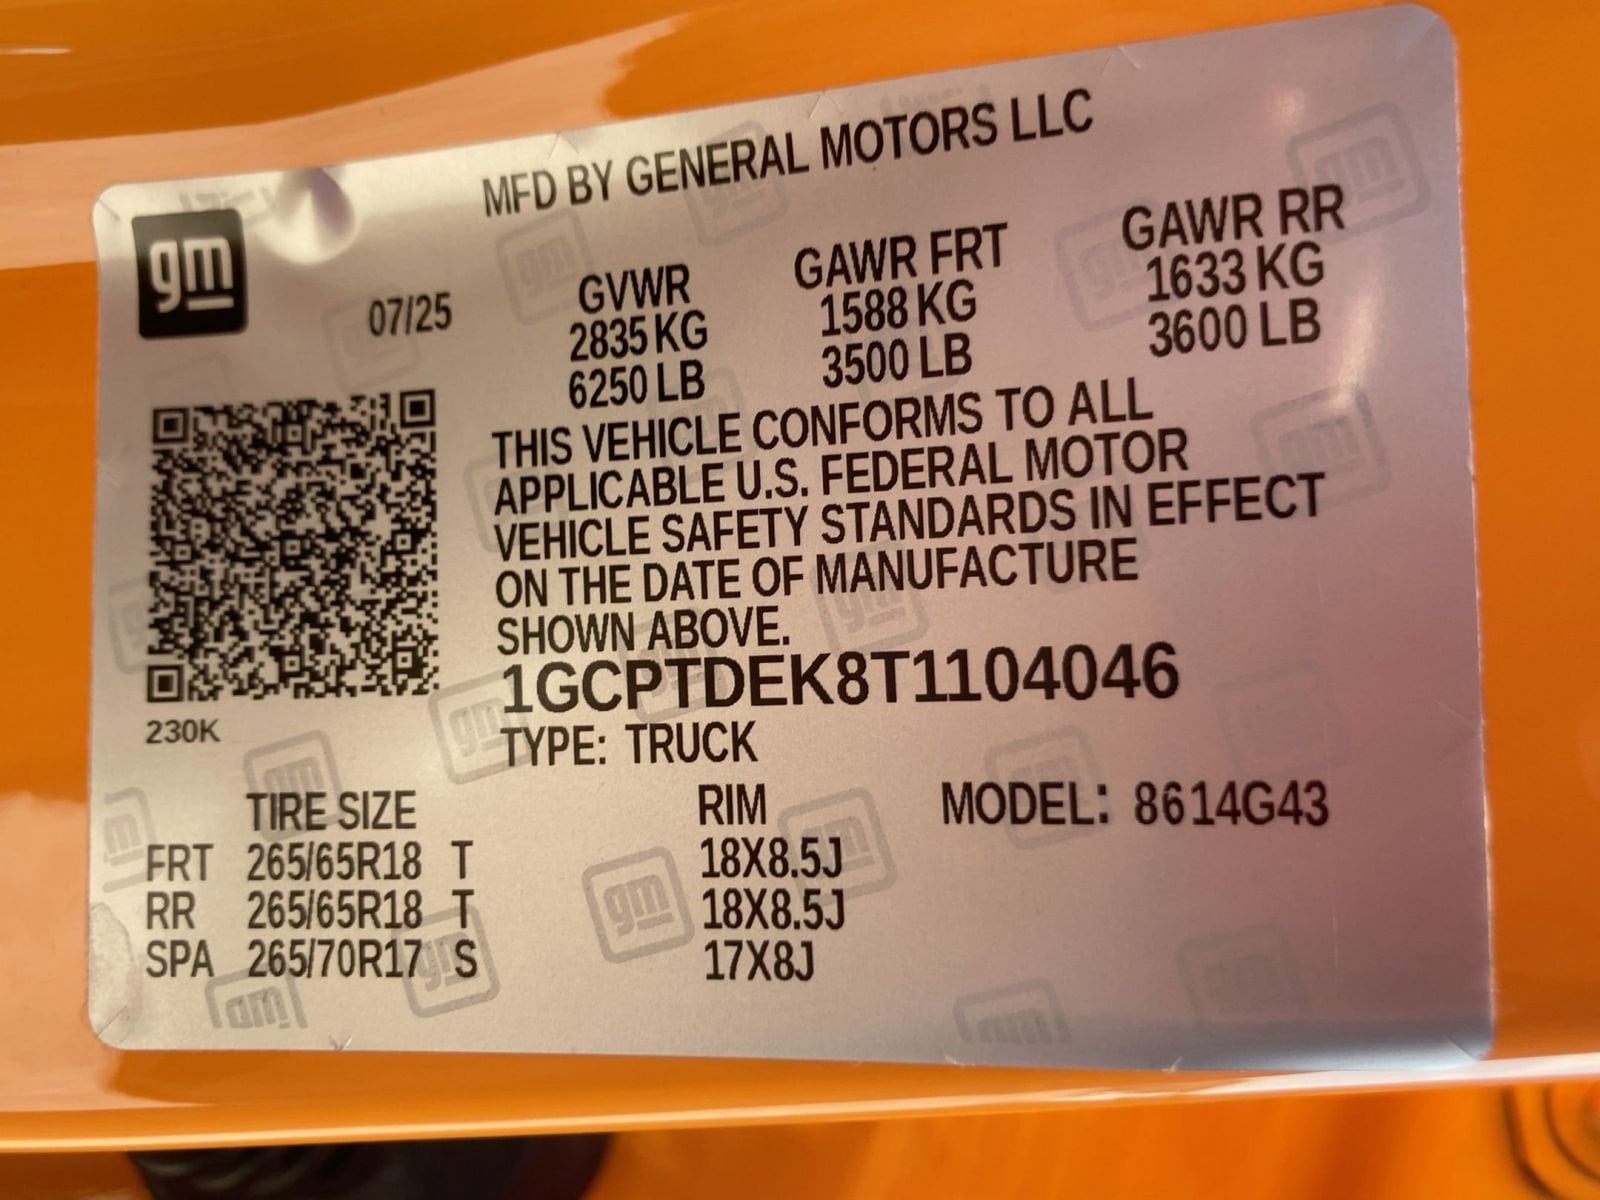 MFD BY GENERAL MOTORS LLC
gm
07/25
GVWR GAWR FRT GAWR RR
2835 KG 1588 KG 1633 KG
6250 LB 3500 LB 3600 LB
THIS VEHICLE CONFORMS TO ALL
APPLICABLE U.S. FEDERAL MOTOR
VEHICLE SAFETY STANDARDS IN EFFECT
ON THE DATE OF MANUFACTURE
SHOWN ABOVE.
1GCPTDEK8T1104046
230K
TYPE: TRUCK
TIRE SIZE RIM MODEL: 8614G43
FRT 265/65R18 T 18X8.5J
RR 265/65R18 T 18X8.5J
SPA 265/70R17 S 17X8J